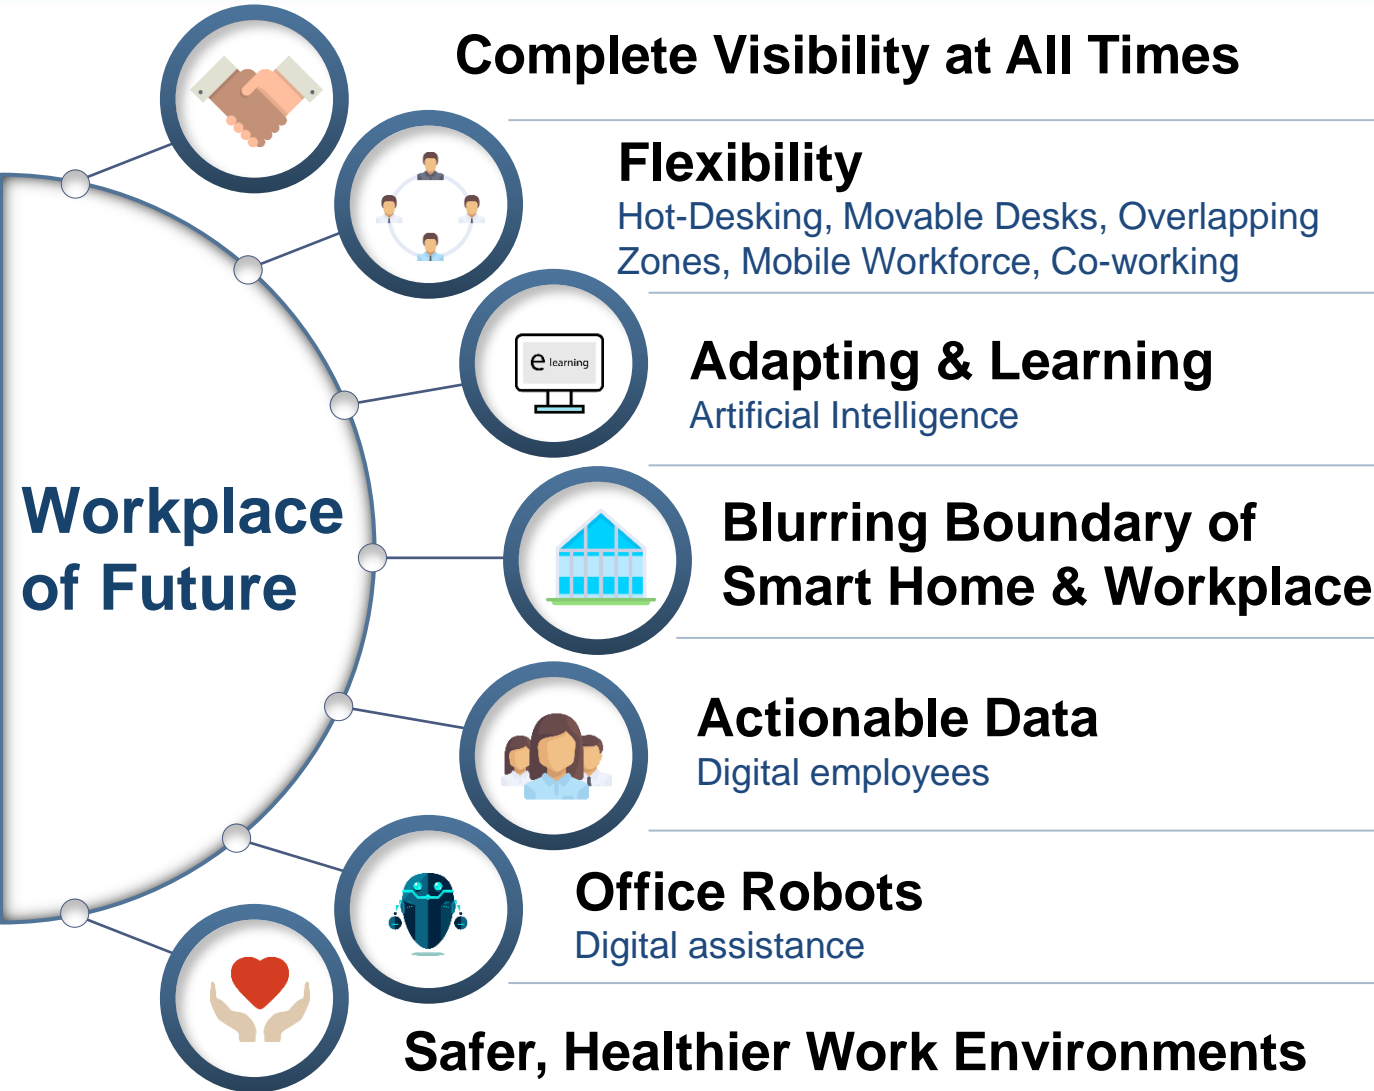 Complete Visibility at All Times
Flexibility
Hot-Desking, Movable Desks, Overlapping
Zones, Mobile Workforce, Co-working
e learning
Adapting & Learning
Artificial Intelligence
Workplace
of Future
Blurring Boundary of
Smart Home & Workplace
Actionable Data
Digital employees
Office Robots
Digital assistance
Safer, Healthier Work Environments